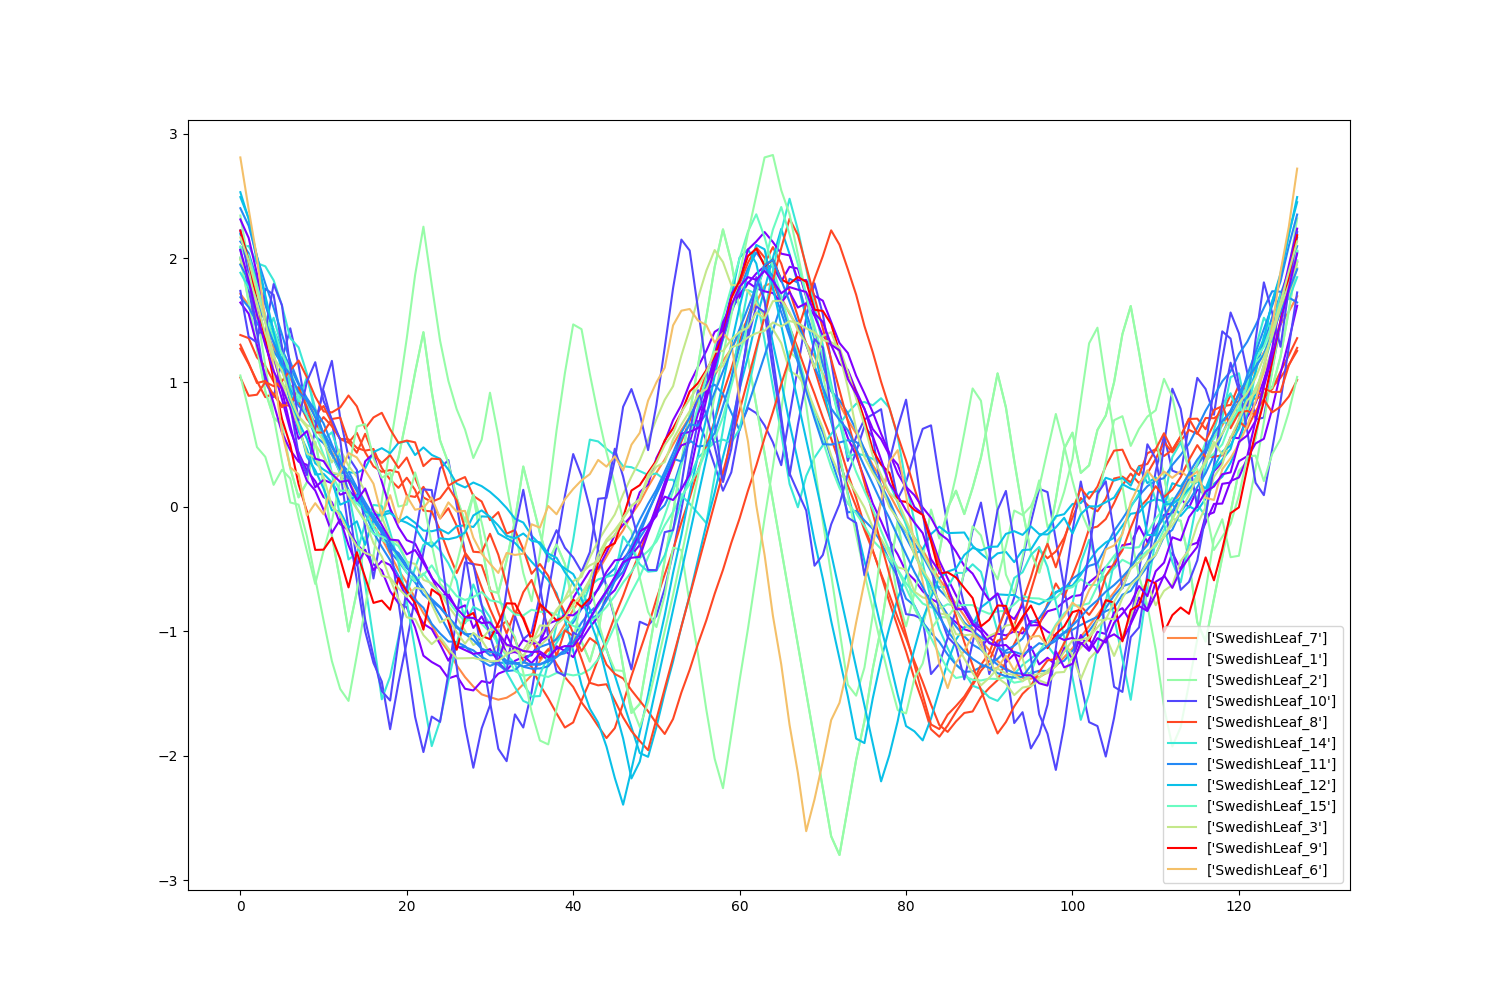 3
2
1
0
−1
−2
−3
0 20 40 60 80 100 120
['SwedishLeaf_7']
['SwedishLeaf_1']
['SwedishLeaf_2']
['SwedishLeaf_10']
['SwedishLeaf_8']
['SwedishLeaf_14']
['SwedishLeaf_11']
['SwedishLeaf_12']
['SwedishLeaf_15']
['SwedishLeaf_3']
['SwedishLeaf_9']
['SwedishLeaf_6']